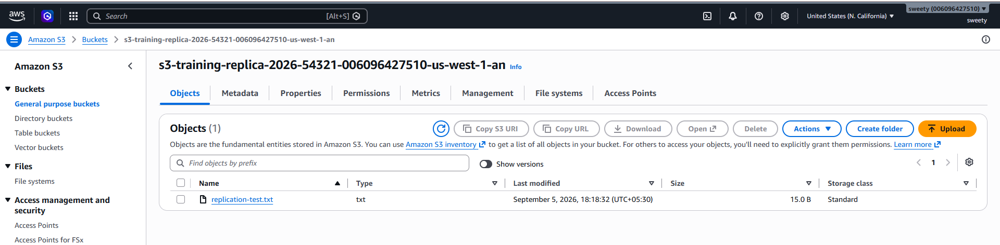 aws
Search [Alt+S]
United States (N. California)
sweety (006096427510)
sweety
Amazon S3 Buckets s3-training-replica-2026-54321-006096427510-us-west-1-an
Amazon S3
Buckets
General purpose buckets
Directory buckets
Table buckets
Vector buckets
Files
File systems
Access management and
security
Access Points
Access Points for FSx
s3-training-replica-2026-54321-006096427510-us-west-1-an Info
Objects Metadata Properties Permissions Metrics Management File systems Access Points
Objects (1)
Copy S3 URI Copy URL Download Open Delete Actions Create folder Upload
Objects are the fundamental entities stored in Amazon S3. You can use Amazon S3 inventory to get a list of all objects in your bucket. For others to access your objects, you'll need to explicitly grant them permissions. Learn more
Find objects by prefix Show versions 1
Name Type Last modified Size Storage class
replication-test.txt txt September 5, 2026, 18:18:32 (UTC+05:30) 15.0 B Standard